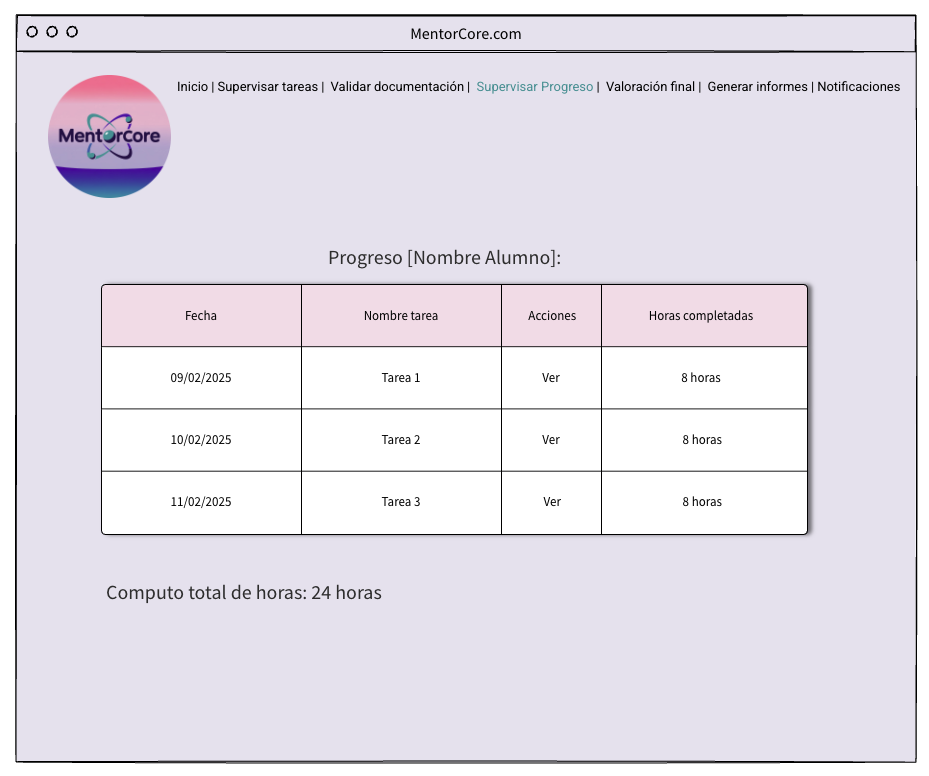 MentorCore.com
Inicio | Supervisar tareas | Validar documentación | Supervisar Progreso | Valoración final | Generar informes | Notificaciones
Mentorcore
Progreso [Nombre Alumno]:
Fecha Nombre tarea Acciones Horas completadas
09/02/2025 Tarea 1 Ver 8 horas
10/02/2025 Tarea 2 Ver 8 horas
11/02/2025 Tarea 3 Ver 8 horas
Computo total de horas: 24 horas